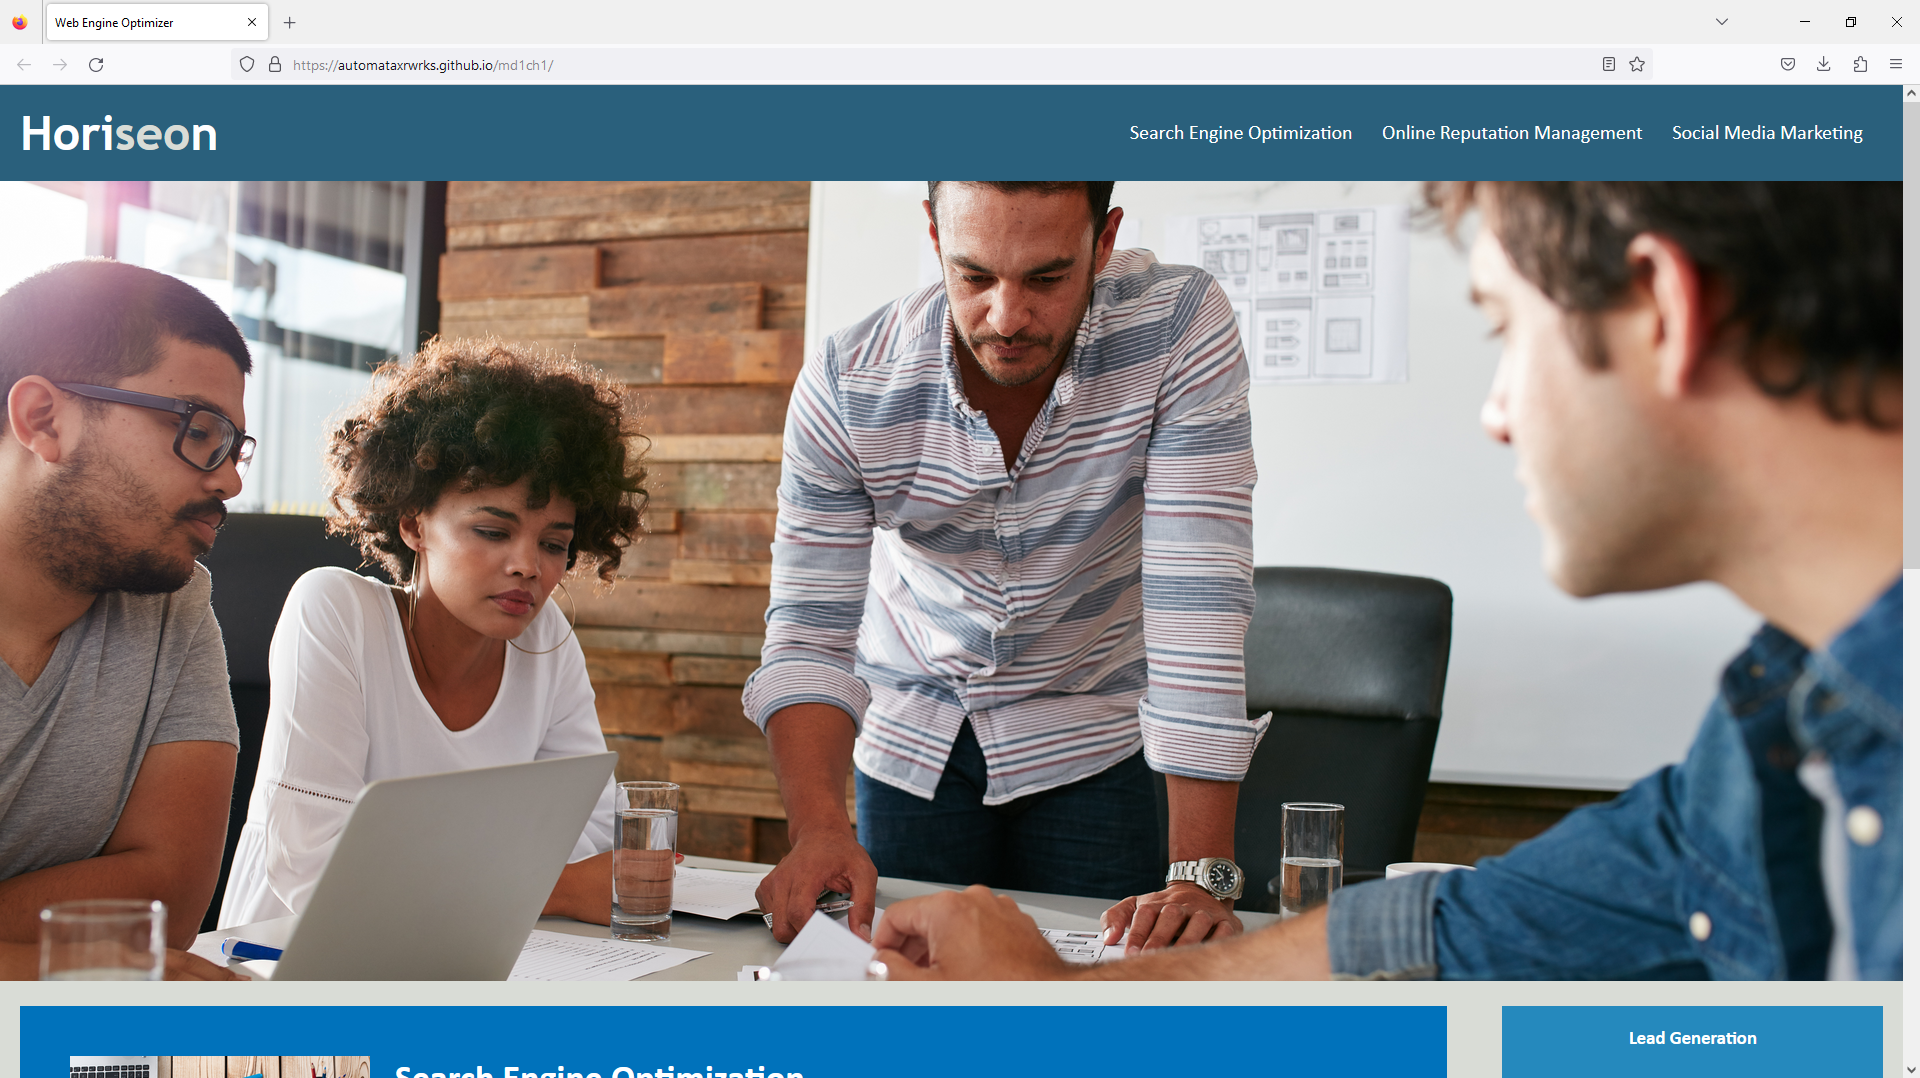 Web Engine Optimizer
https://automataxrwrks.github.io/md1ch1/
Horiseon
Search Engine Optimization
Online Reputation Management
Social Media Marketing
Search Engine Optimization
Lead Generation